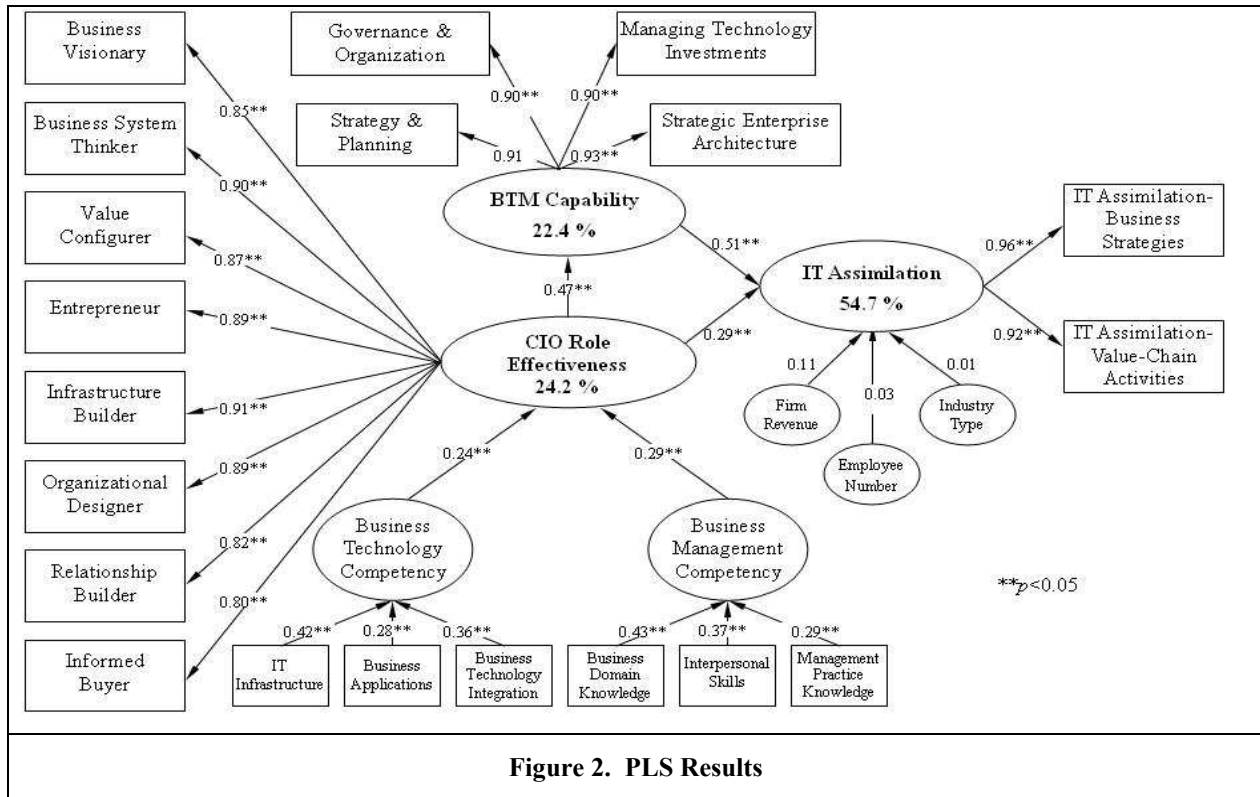 Business
Visionary
Business System
Thinker
Value
Configurer
Entrepreneur
Infrastructure
Builder
Organizational
Designer
Relationship
Builder
Informed
Buyer
0.85**
0.90**
0.87**
0.89**
0.91**
0.89**
0.82**
0.80**
Governance &
Organization
Managing Technology
Investments
0.90**
0.90**
Strategy &
Planning
Strategic Enterprise
Architecture
0.91
0.93**
BTM Capability
22.4 %
0.51**
0.47**
IT Assimilation
54.7 %
0.96**
IT Assimilation-
Business
Strategies
0.92**
IT Assimilation-
Value-Chain
Activities
CIO Role
Effectiveness
24.2 %
0.29**
0.11
0.03
0.01
Firm
Revenue
Employee
Number
Industry
Type
0.24**
0.29**
Business
Technology
Competency
Business
Management
Competency
**p<0.05
0.42**
0.28**
0.36**
0.43**
0.37**
0.29**
IT
Infrastructure
Business
Applications
Business
Technology
Integration
Business
Domain
Knowledge
Interpersonal
Skills
Management
Practice
Knowledge
Figure 2. PLS Results